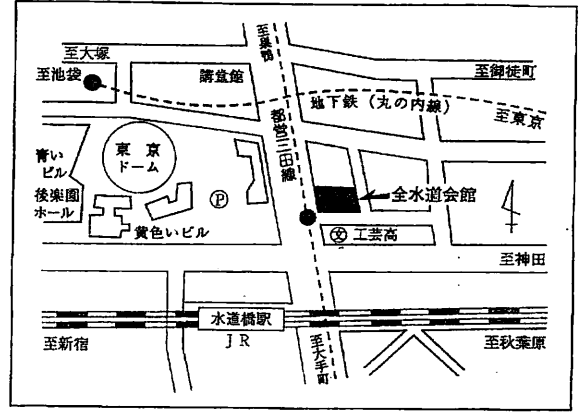 至大塚
至巣鴨
至池袋
講堂館
至御徒町
地下鉄（丸の内線）
至東京
都営三田線
東京
ドーム
青い
ビル
後楽園
ホール
Ⓟ
全水道会館
黄色いビル
㊫工芸高
至神田
水道橋駅
JR
至新宿
至大手町
至秋葉原